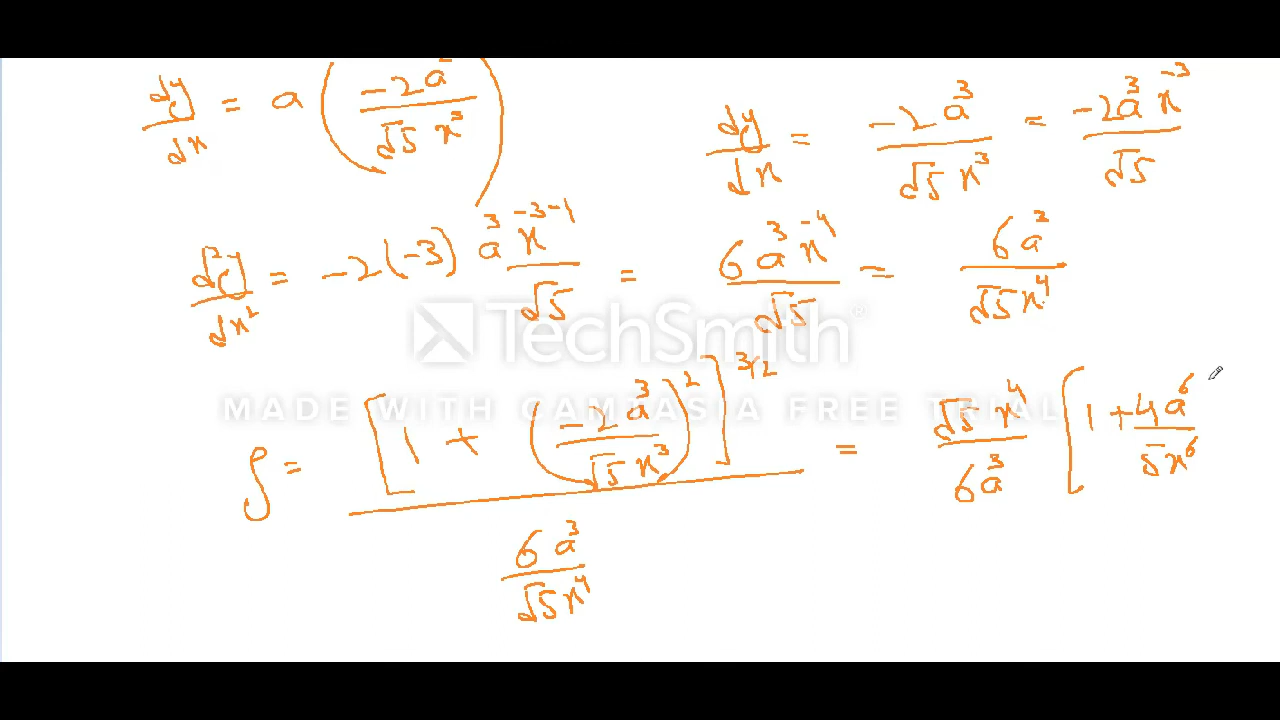 dy/dx = a ( -2a² / √5 x³ )
dy/dx = -2a³ / √5 x³ = -2a³ x⁻³ / √5
d²y/dx² = -2(-3) a³ x⁻³⁻¹ / √5 = 6a³ x⁻⁴ / √5 = 6a³ / √5 x⁴
TechSmith®
MADE WITH CAMTASIA FREE TRIAL
ρ = [ 1 + ( -2a³ / √5 x³ )² ]^3/2 / ( 6a³ / √5 x⁴ ) = √5 x⁴ / 6a³ [ 1 + 4a⁶ / 5x⁶